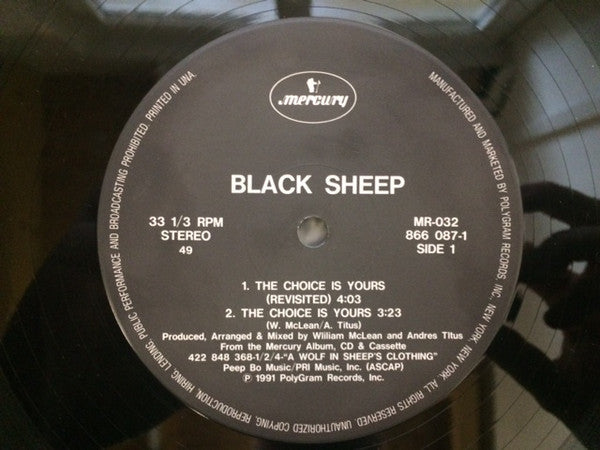 mercury
BLACK SHEEP
33 1/3 RPM
STEREO
49
MR-032
866 087-1
SIDE 1
1. THE CHOICE IS YOURS
(REVISITED) 4:03
2. THE CHOICE IS YOURS 3:23
(W. McLean/A. Titus)
Produced, Arranged & Mixed by Wiliiam McLean and Andres Titus
From the Mercury Album, CD & Cassette
422 848 368-1/2/4-"A WOLF IN SHEEP'S CLOTHING"
Peep Bo Music/PRI Music, Inc. (ASCAP)
Ⓟ 1991 PolyGram Records, Inc.
MANUFACTURED AND MARKETED BY POLYGRAM RECORDS INC. NEW YORK, NEW YORK. ALL RIGHTS RESERVED. UNAUTHORIZED COPYING, REPRODUCTION, HIRING, LENDING, PUBLIC PERFORMANCE AND BROADCASTING PROHIBITED. PRINTED IN U.S.A.